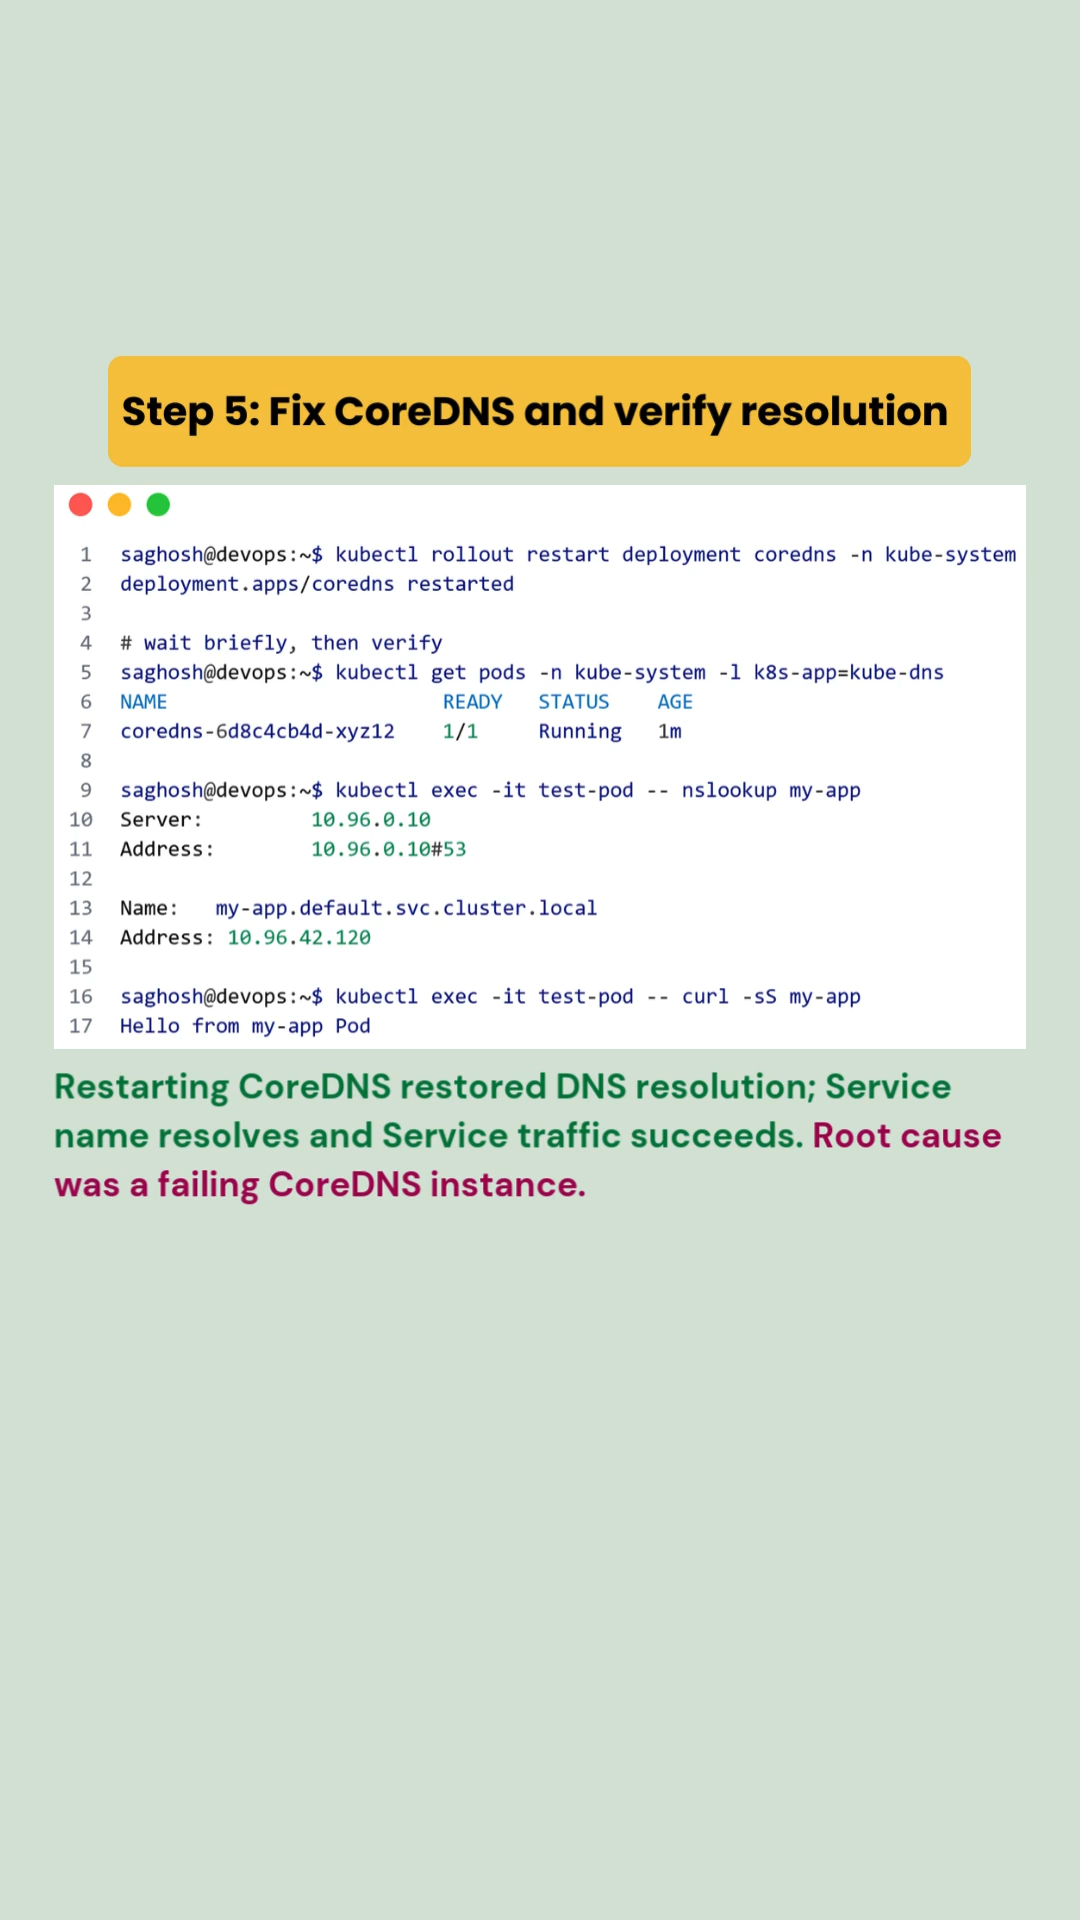 Step 5: Fix CoreDNS and verify resolution
1 saghosh@devops:~$ kubectl rollout restart deployment coredns -n kube-system
2 deployment.apps/coredns restarted
3
4 # wait briefly, then verify
5 saghosh@devops:~$ kubectl get pods -n kube-system -l k8s-app=kube-dns
6 NAME READY STATUS AGE
7 coredns-6d8c4cb4d-xyz12 1/1 Running 1m
8
9 saghosh@devops:~$ kubectl exec -it test-pod -- nslookup my-app
10 Server: 10.96.0.10
11 Address: 10.96.0.10#53
12
13 Name: my-app.default.svc.cluster.local
14 Address: 10.96.42.120
15
16 saghosh@devops:~$ kubectl exec -it test-pod -- curl -sS my-app
17 Hello from my-app Pod
Restarting CoreDNS restored DNS resolution; Service
name resolves and Service traffic succeeds. Root cause
was a failing CoreDNS instance.